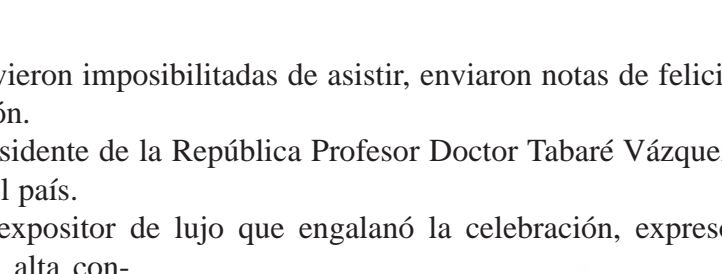 vieron imposibilitadas de asistir, enviaron notas de felici
ón.
sidente de la República Profesor Doctor Tabaré Vázque
l país.
expositor de lujo que engalanó la celebración, expres
alta con-